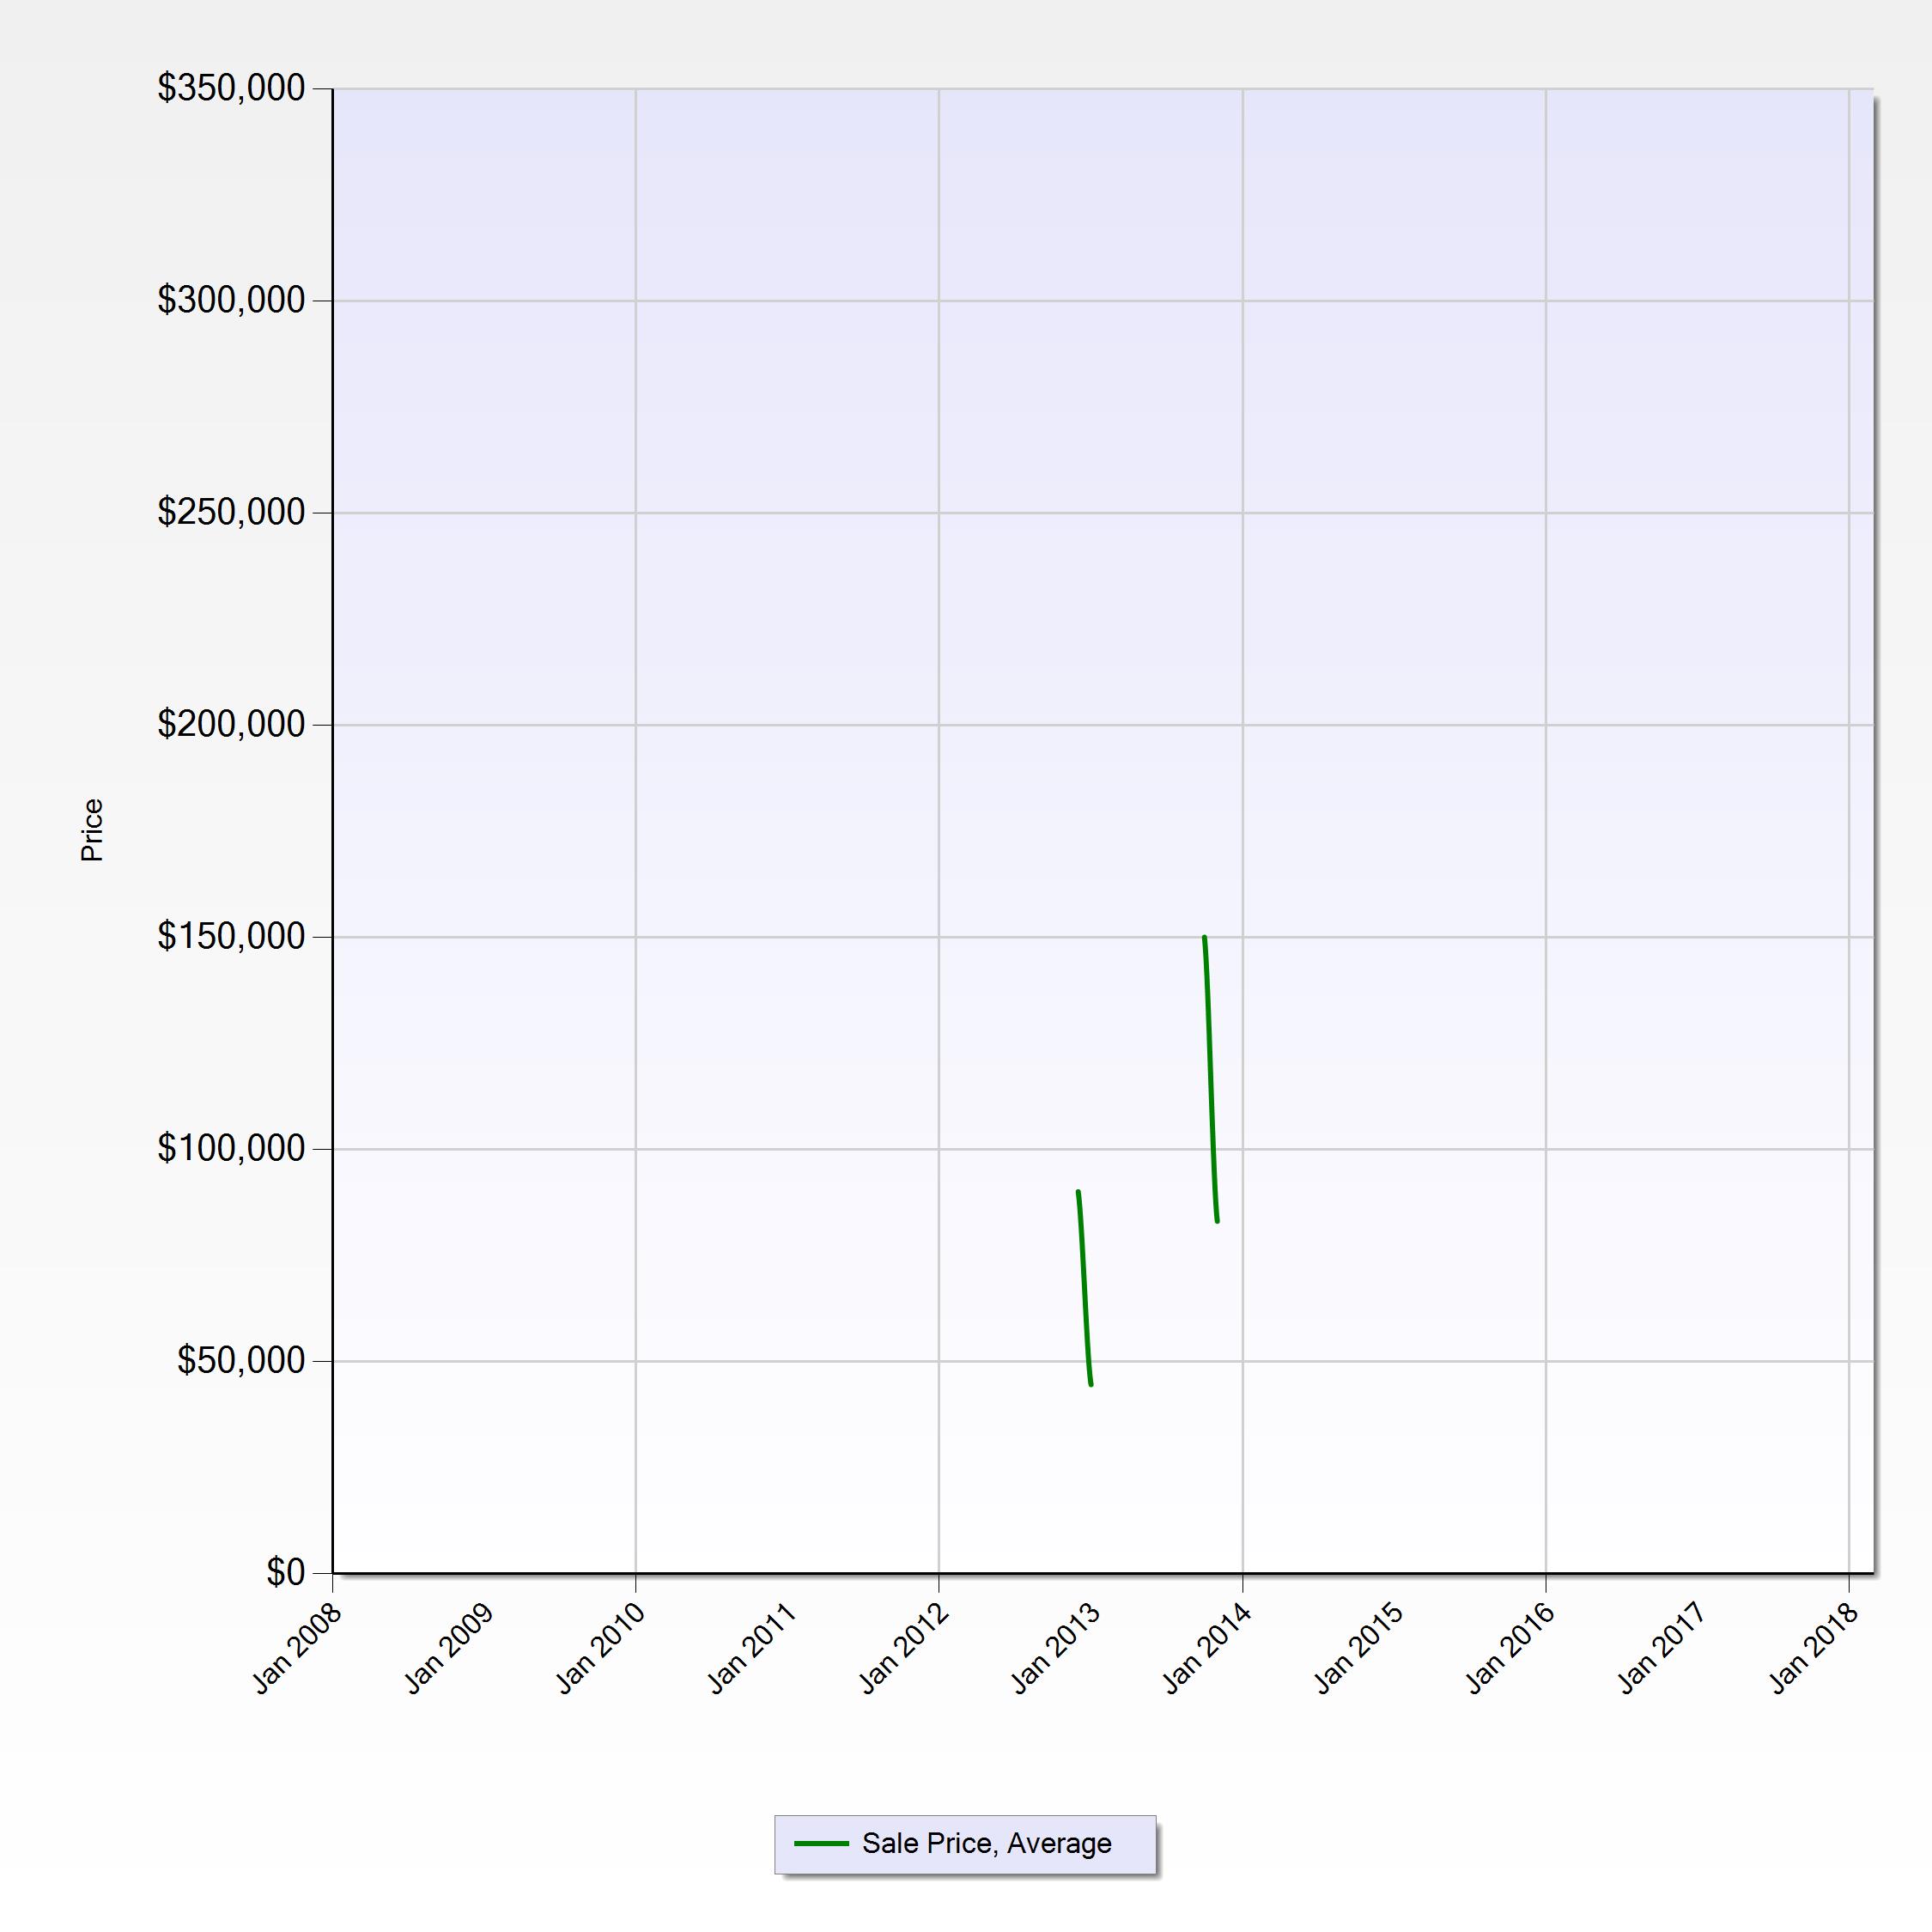 $350,000
$300,000
$250,000
$200,000
Price
$150,000
$100,000
$50,000
$0
Jan 2008
Jan 2009
Jan 2010
Jan 2011
Jan 2012
Jan 2013
Jan 2014
Jan 2015
Jan 2016
Jan 2017
Jan 2018
Sale Price, Average